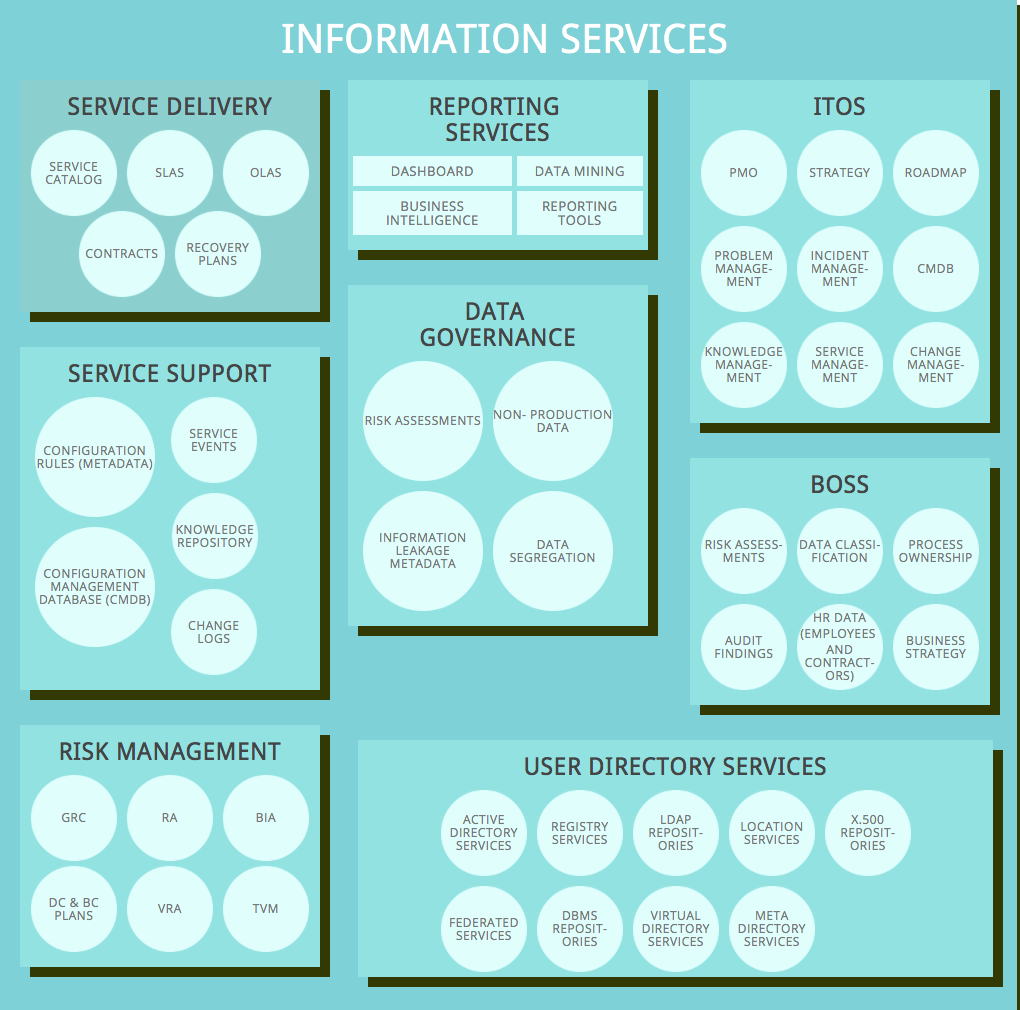 INFORMATION SERVICES
SERVICE DELIVERY
SERVICE
CATALOG
SLAS
OLAS
CONTRACTS
RECOVERY
PLANS
SERVICE SUPPORT
CONFIGURATION
RULES (METADATA)
SERVICE
EVENTS
KNOWLEDGE
REPOSITORY
CONFIGURATION
MANAGEMENT
DATABASE (CMDB)
CHANGE
LOGS
RISK MANAGEMENT
GRC
RA
BIA
DC & BC
PLANS
VRA
TVM
REPORTING
SERVICES
DASHBOARD
DATA MINING
BUSINESS
INTELLIGENCE
REPORTING
TOOLS
DATA
GOVERNANCE
RISK ASSESSMENTS
NON- PRODUCTION
DATA
INFORMATION
LEAKAGE
METADATA
DATA
SEGREGATION
ITOS
PMO
STRATEGY
ROADMAP
PROBLEM
MANAGE-
MENT
INCIDENT
MANAGE-
MENT
CMDB
KNOWLEDGE
MANAGE-
MENT
SERVICE
MANAGE-
MENT
CHANGE
MANAGE-
MENT
BOSS
RISK ASSESS-
MENTS
DATA CLASSI-
FICATION
PROCESS
OWNERSHIP
AUDIT
FINDINGS
HR DATA
(EMPLOYEES
AND
CONTRACT-
ORS)
BUSINESS
STRATEGY
USER DIRECTORY SERVICES
ACTIVE
DIRECTORY
SERVICES
REGISTRY
SERVICES
LDAP
REPOSIT-
ORIES
LOCATION
SERVICES
X.500
REPOSIT-
ORIES
FEDERATED
SERVICES
DBMS
REPOSIT-
ORIES
VIRTUAL
DIRECTORY
SERVICES
META
DIRECTORY
SERVICES